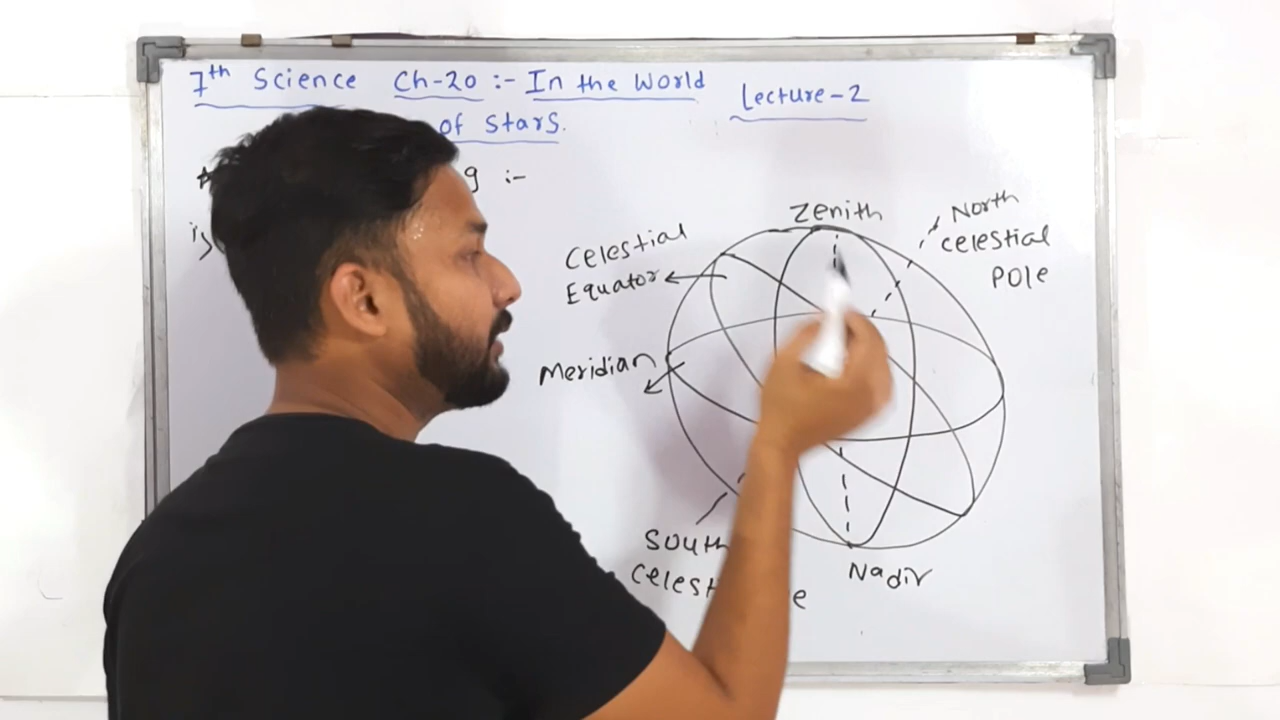 7th Science Ch-20 :- In the World
of Stars.
Lecture-2
g :-
is
Zenith
North
Celestial
Pole
Celestial
Equator
Meridian
South
Celest
e
Nadir